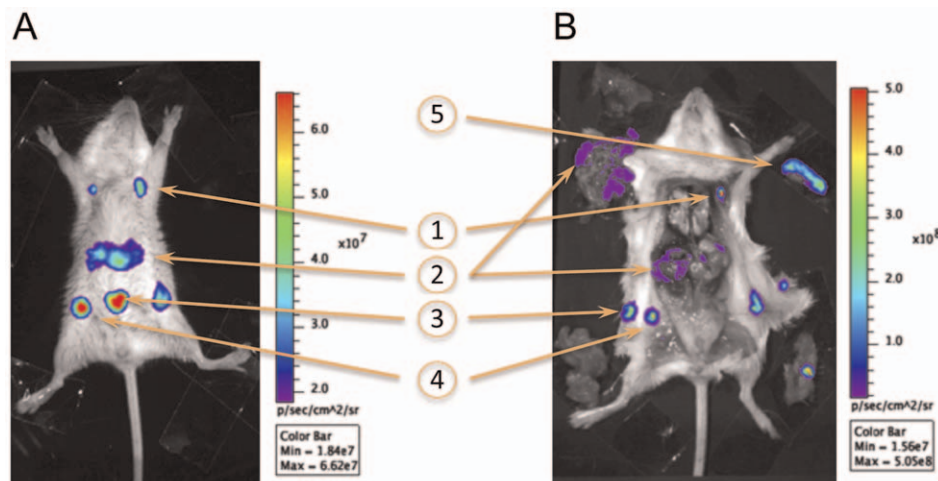 A
B
6.0
5.0
x10⁷
4.0
3.0
2.0
p/sec/cm^2/sr
Color Bar
Min = 1.84e7
Max = 6.62e7
5
1
2
3
4
5.0
4.0
3.0
x10⁸
2.0
1.0
p/sec/cm^2/sr
Color Bar
Min = 1.56e7
Max = 5.05e8